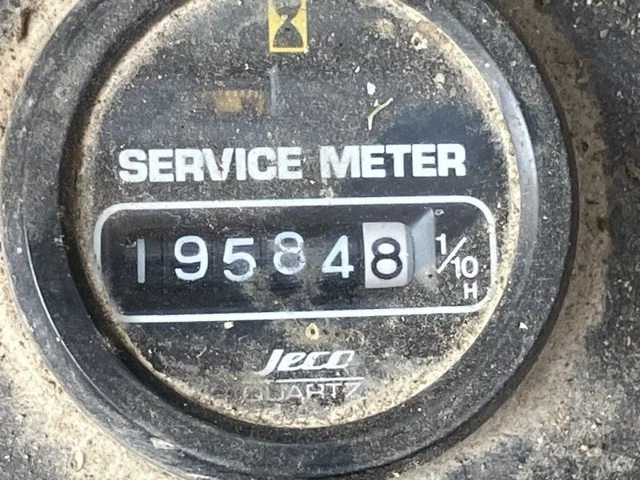 SERVICE METER
195848 1/10
H
Jeco
QUARTZ